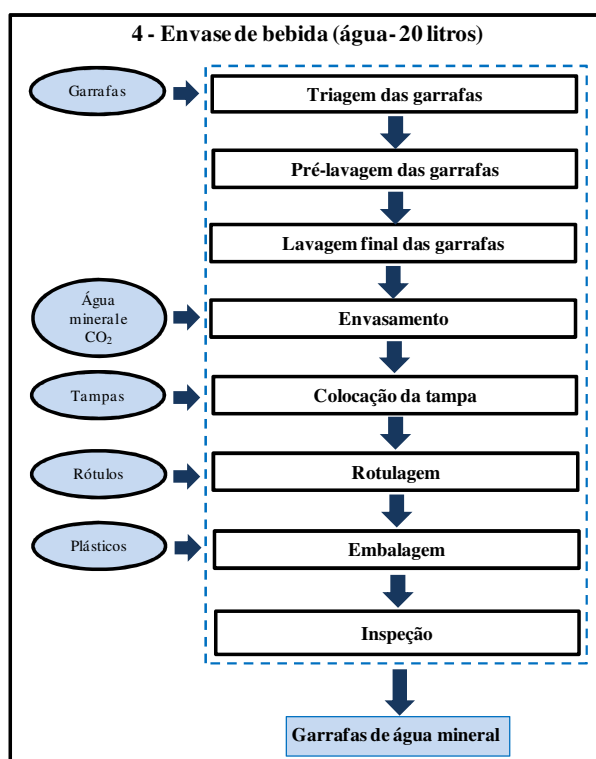 4 - Envase de bebida (água- 20 litros)
Garrafas
Triagem das garrafas
Pré-lavagem das garrafas
Lavagem final das garrafas
Água
mineral e
CO₂
Envasamento
Tampas
Colocação da tampa
Rótulos
Rotulagem
Plásticos
Embalagem
Inspeção
Garrafas de água mineral